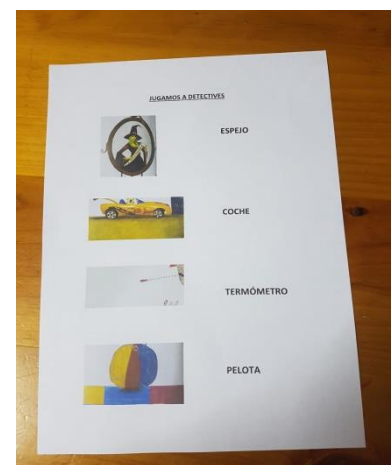 JUGAMOS A DETECTIVES
ESPEJO
COCHE
TERMÓMETRO
PELOTA